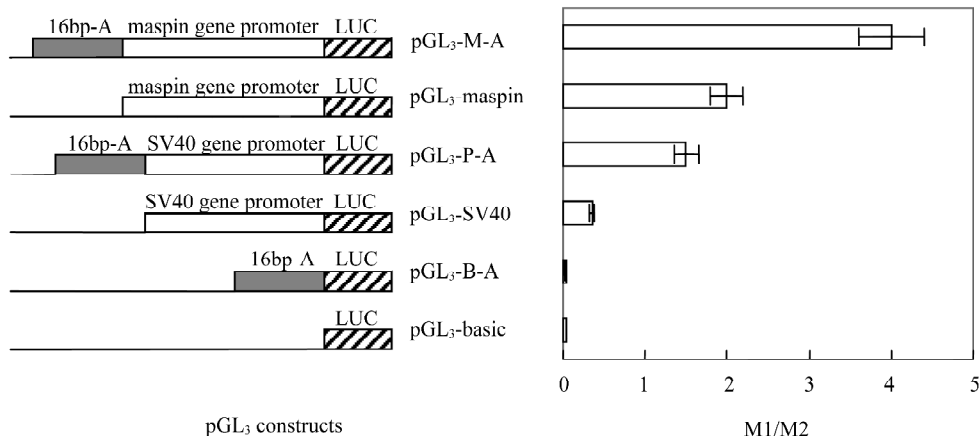 16bp-A maspin gene promoter LUC
pGL₃-M-A
maspin gene promoter LUC
pGL₃-maspin
16bp-A SV40 gene promoter LUC
pGL₃-P-A
SV40 gene promoter LUC
pGL₃-SV40
16bp-A LUC
pGL₃-B-A
LUC
pGL₃-basic
0 1 2 3 4 5
pGL₃ constructs
M1/M2